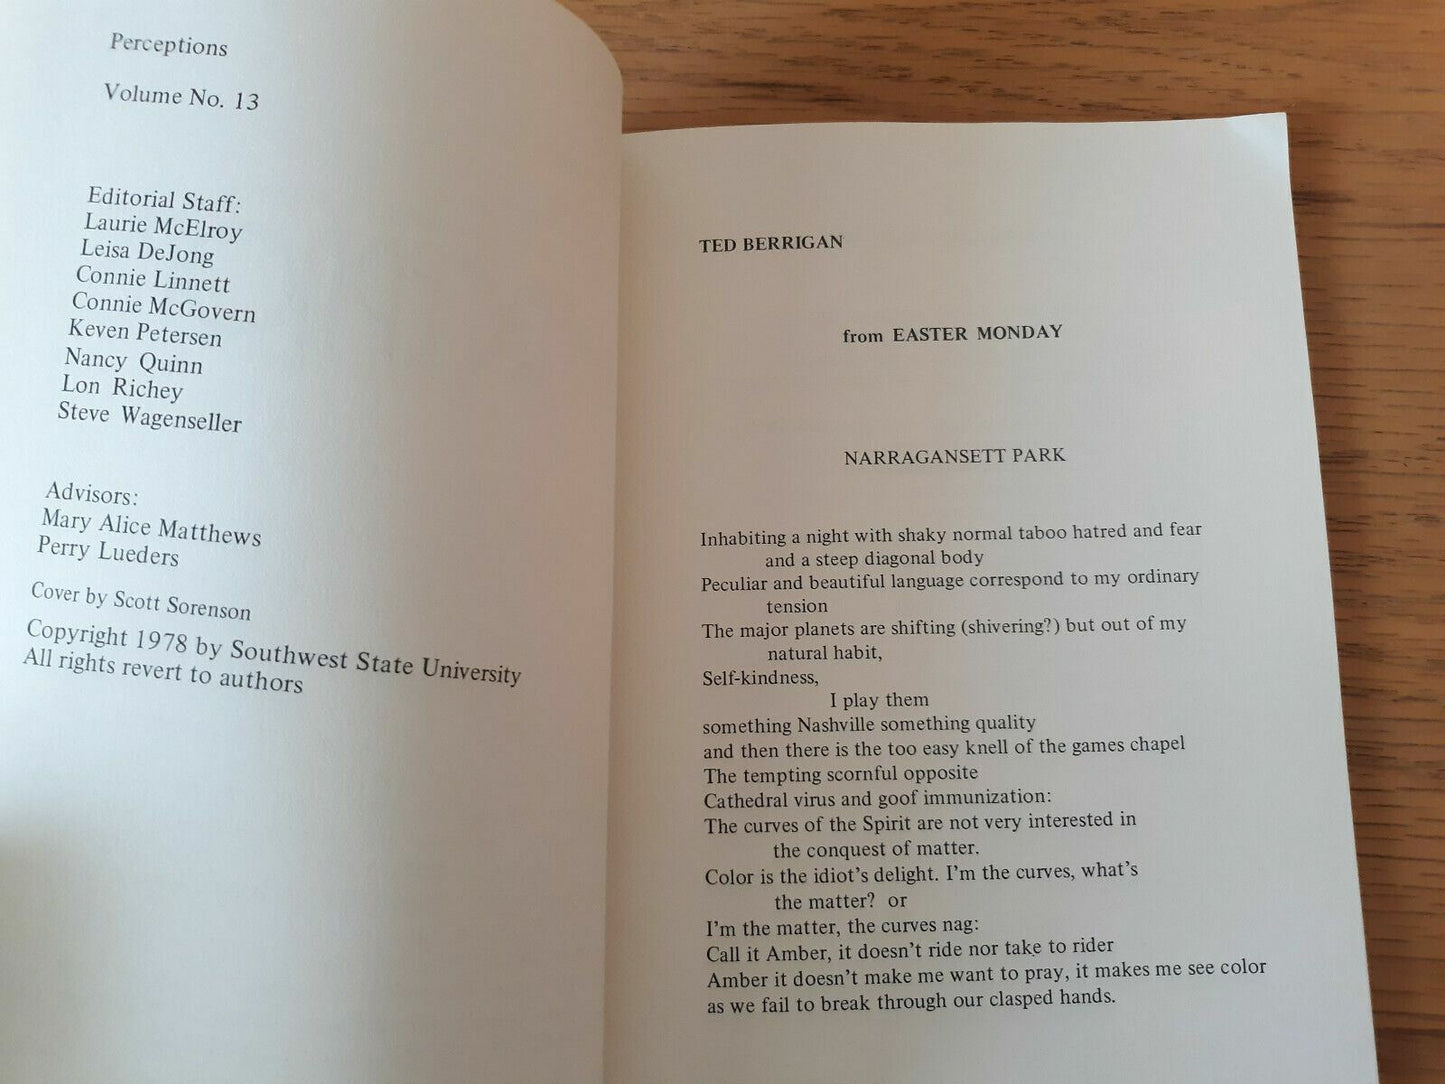 Perceptions
Volume No. 13
Editorial Staff:
Laurie McElroy
Leisa DeJong
Connie Linnett
Connie McGovern
Keven Petersen
Nancy Quinn
Lon Richey
Steve Wagenseller
Advisors:
Mary Alice Matthews
Perry Lueders
Cover by Scott Sorenson
Copyright 1978 by Southwest State University
All rights revert to authors
TED BERRIGAN
from EASTER MONDAY
NARRAGANSETT PARK
Inhabiting a night with shaky normal taboo hatred and fear
and a steep diagonal body
Peculiar and beautiful language correspond to my ordinary
tension
The major planets are shifting (shivering?) but out of my
natural habit,
Self-kindness,
I play them
something Nashville something quality
and then there is the too easy knell of the games chapel
The tempting scornful opposite
Cathedral virus and goof immunization:
The curves of the Spirit are not very interested in
the conquest of matter.
Color is the idiot's delight. I'm the curves, what's
the matter? or
I'm the matter, the curves nag:
Call it Amber, it doesn't ride nor take to rider
Amber it doesn't make me want to pray, it makes me see color
as we fail to break through our clasped hands.